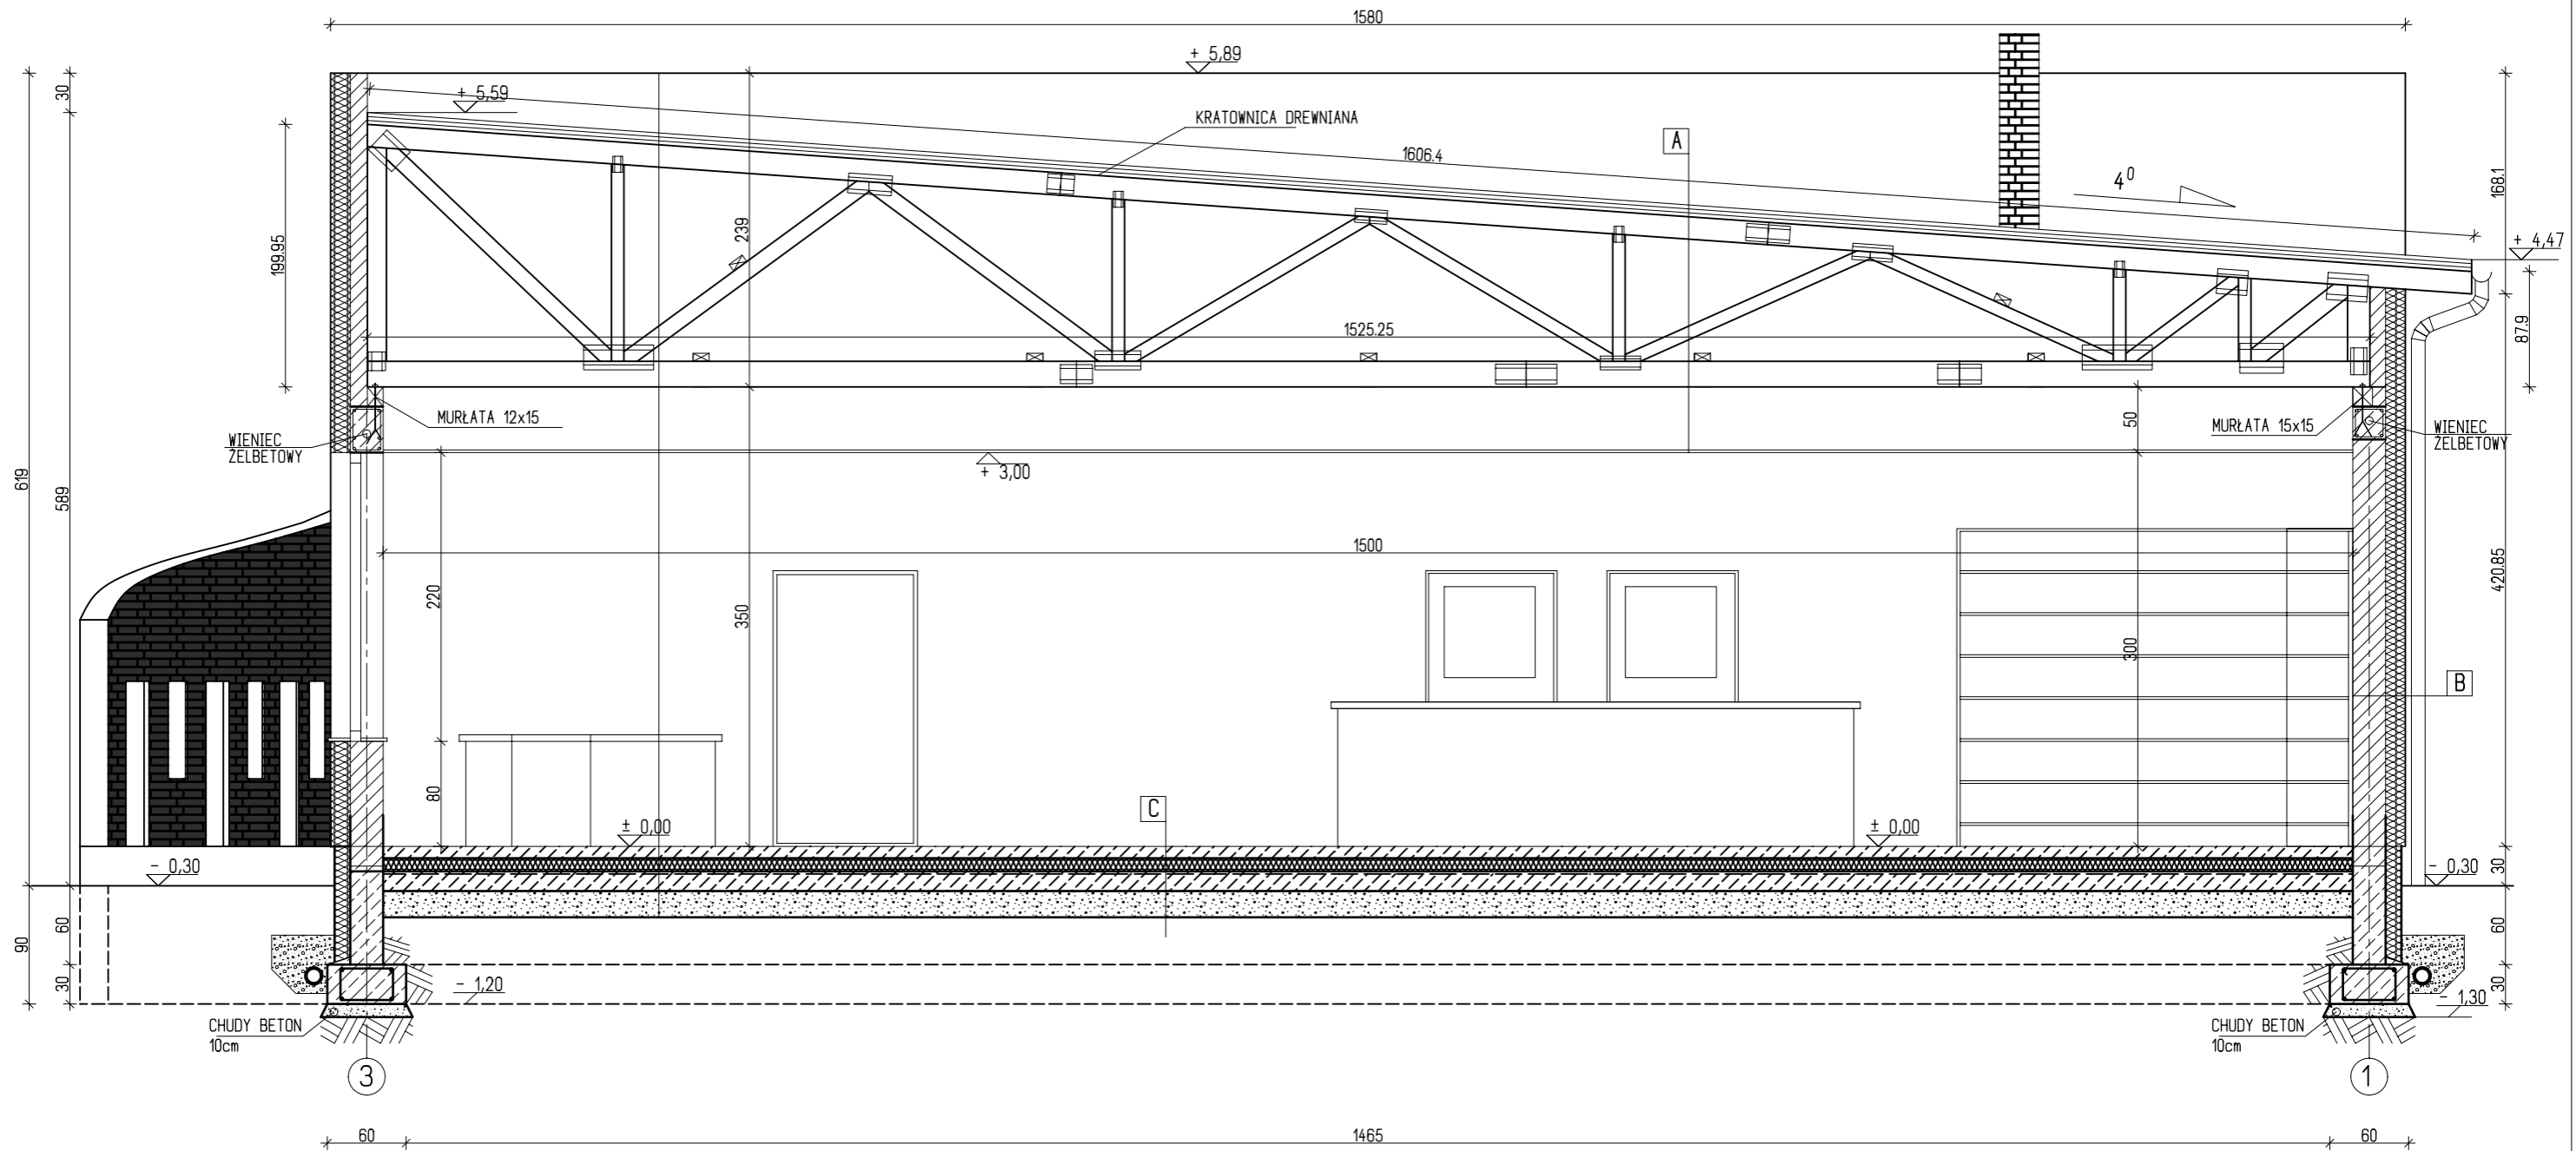 1580
+ 5,89
30
+ 5,59
KRATOWNICA DREWNIANA
A
1606.4
4⁰
168.1
239
199.95
+ 4,47
1525.25
87.9
MURŁATA 12x15
50
MURŁATA 15x15
WIENIEC
ŻELBETOWY
WIENIEC
ŻELBETOWY
+ 3,00
619
589
1500
220
350
420.85
300
B
80
C
± 0,00
± 0,00
- 0,30
30
- 0,30
90
60
60
30
- 1,20
30
- 1,30
CHUDY BETON
10cm
CHUDY BETON
10cm
3
1
60
1465
60